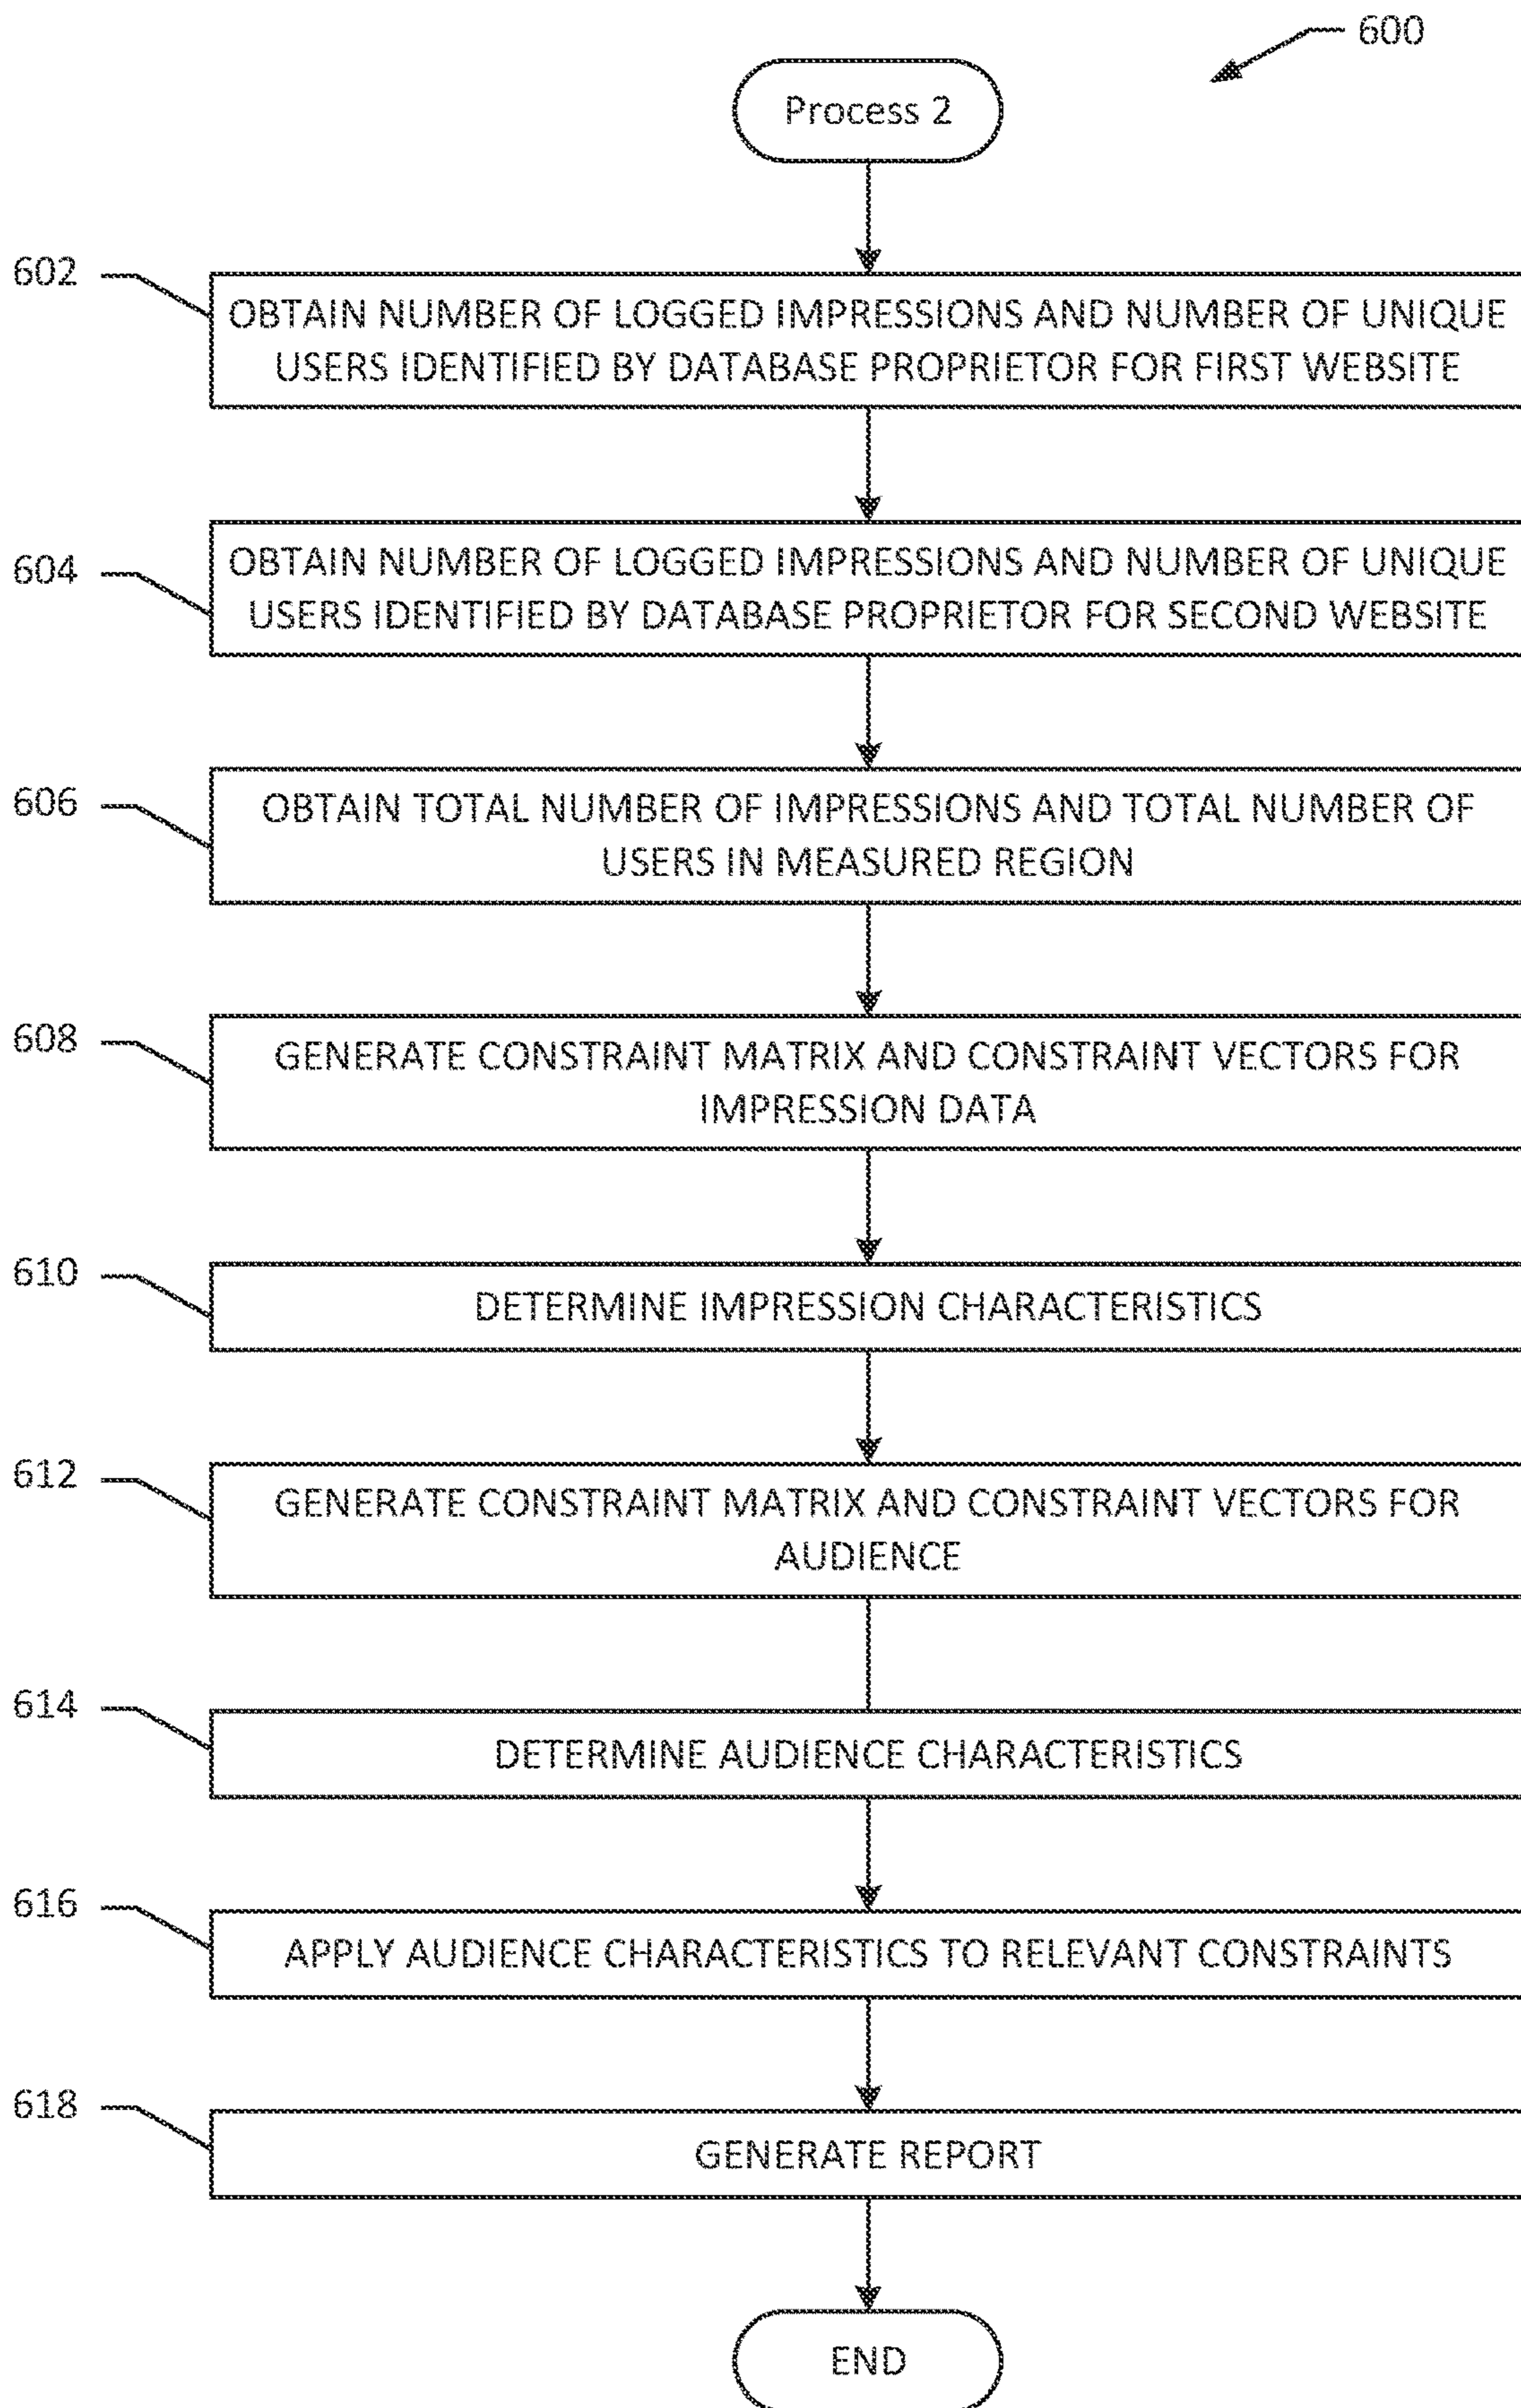 600
Process 2
602
OBTAIN NUMBER OF LOGGED IMPRESSIONS AND NUMBER OF UNIQUE
USERS IDENTIFIED BY DATABASE PROPRIETOR FOR FIRST WEBSITE
604
OBTAIN NUMBER OF LOGGED IMPRESSIONS AND NUMBER OF UNIQUE
USERS IDENTIFIED BY DATABASE PROPRIETOR FOR SECOND WEBSITE
606
OBTAIN TOTAL NUMBER OF IMPRESSIONS AND TOTAL NUMBER OF
USERS IN MEASURED REGION
608
GENERATE CONSTRAINT MATRIX AND CONSTRAINT VECTORS FOR
IMPRESSION DATA
610
DETERMINE IMPRESSION CHARACTERISTICS
612
GENERATE CONSTRAINT MATRIX AND CONSTRAINT VECTORS FOR
AUDIENCE
614
DETERMINE AUDIENCE CHARACTERISTICS
616
APPLY AUDIENCE CHARACTERISTICS TO RELEVANT CONSTRAINTS
618
GENERATE REPORT
END